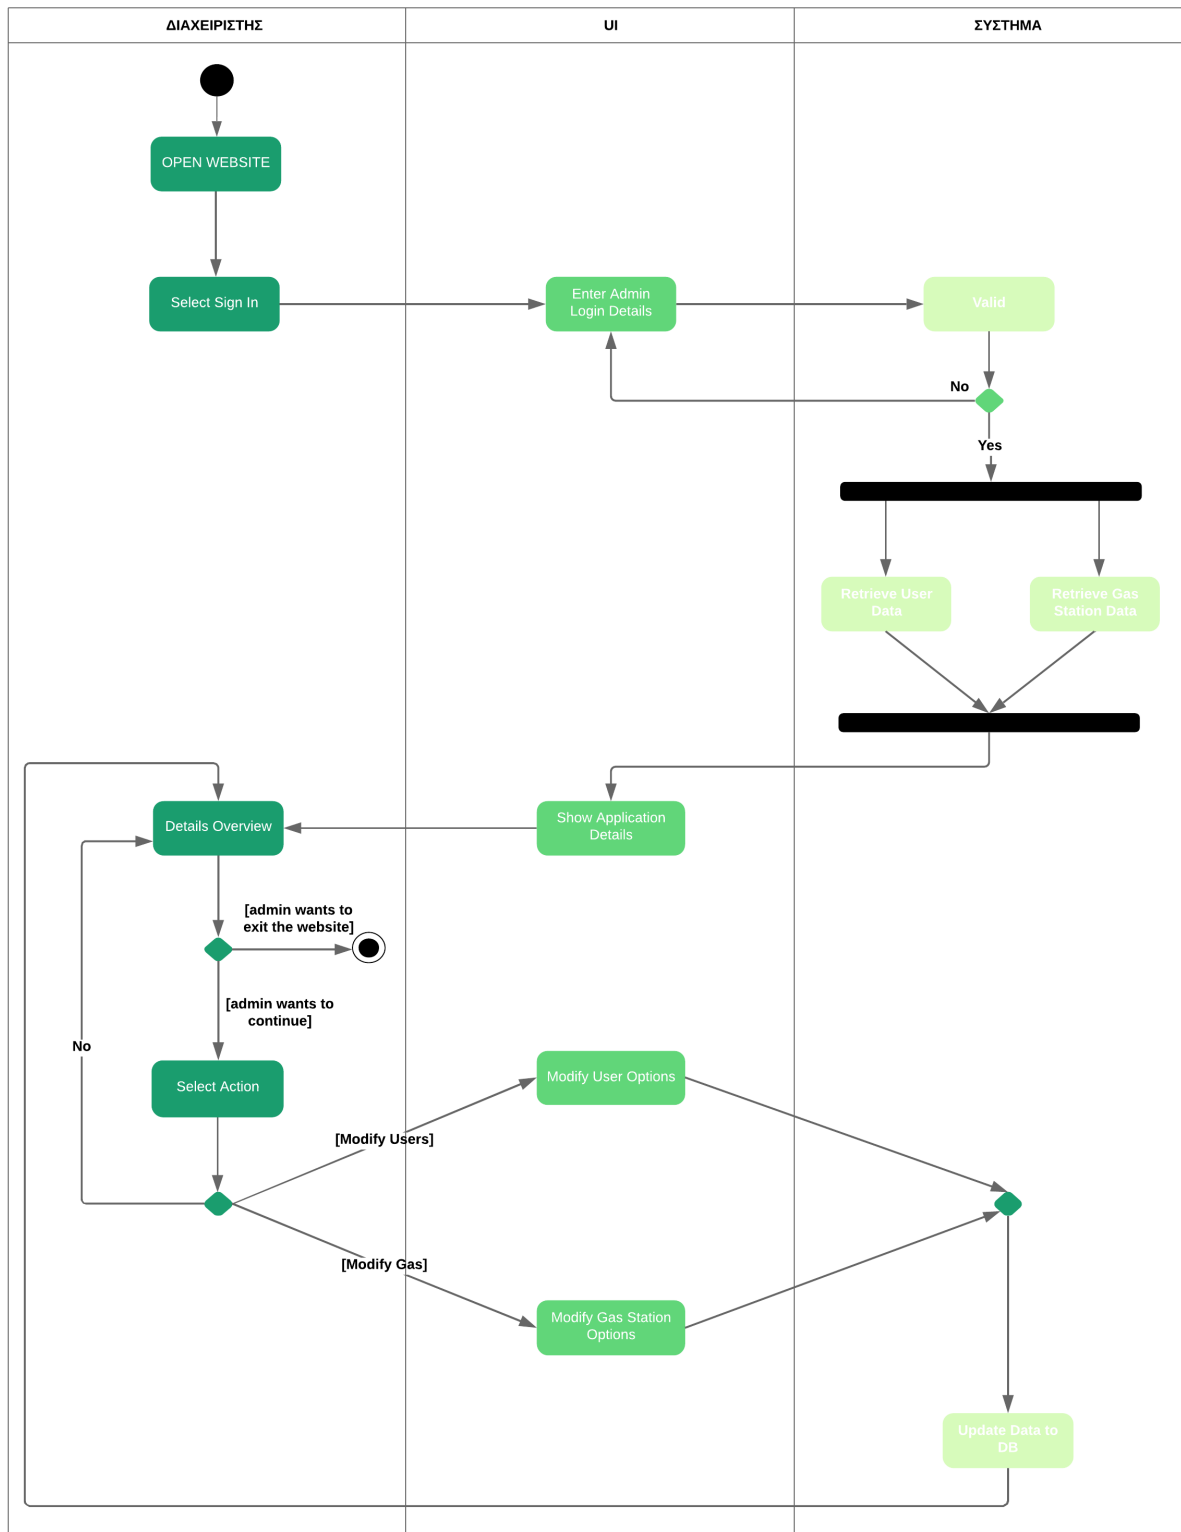 ΔΙΑΧΕΙΡΙΣΤΗΣ
UI
ΣΥΣΤΗΜΑ
OPEN WEBSITE
Select Sign In
Enter Admin
Login Details
Valid
No
Yes
Retrieve User
Data
Retrieve Gas
Station Data
Details Overview
Show Application
Details
[admin wants to
exit the website]
[admin wants to
continue]
No
Select Action
Modify User Options
[Modify Users]
[Modify Gas]
Modify Gas Station
Options
Update Data to
DB